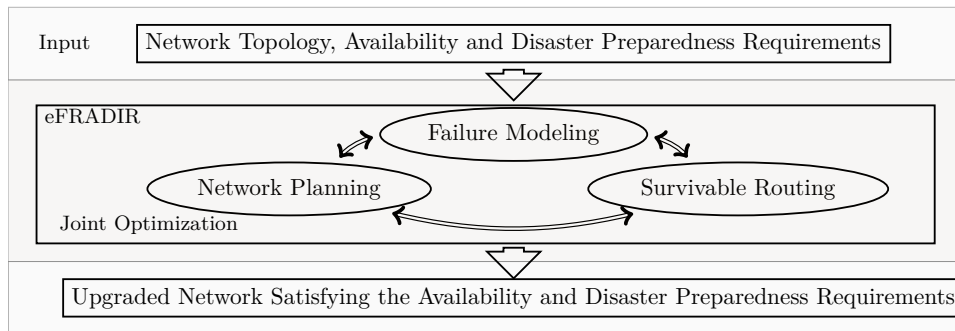 Input
Network Topology, Availability and Disaster Preparedness Requirements
eFRADIR
Failure Modeling
Network Planning
Survivable Routing
Joint Optimization
Upgraded Network Satisfying the Availability and Disaster Preparedness Requirements